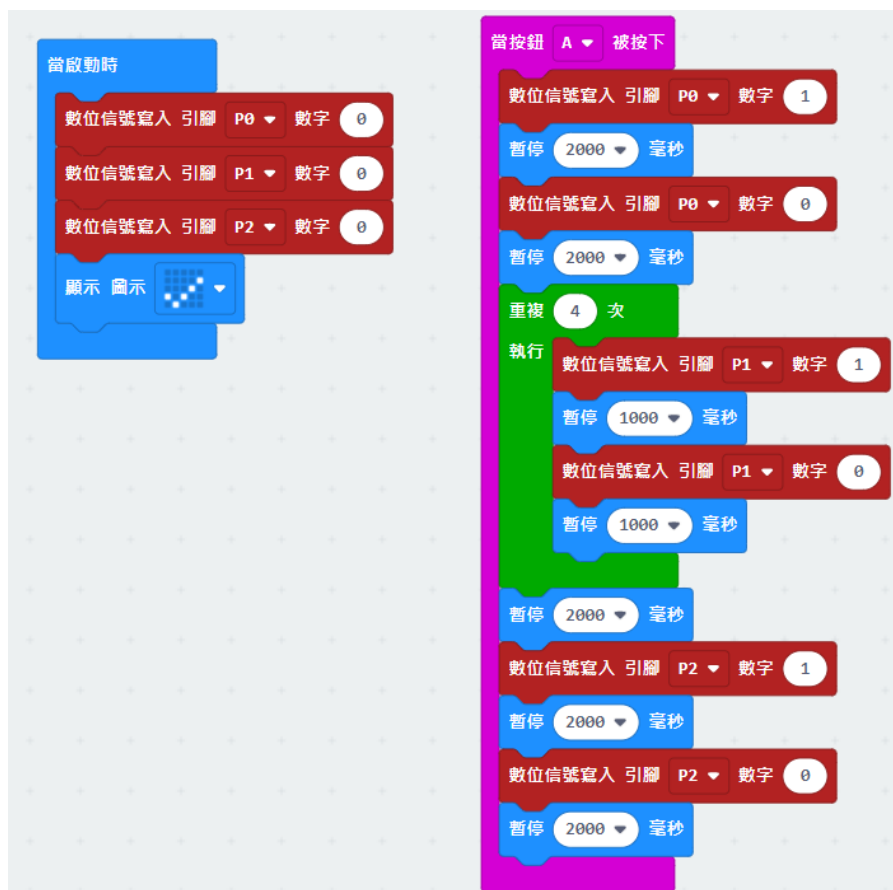 當啟動時
數位信號寫入 引腳 P0 數字 0
數位信號寫入 引腳 P1 數字 0
數位信號寫入 引腳 P2 數字 0
顯示 圖示
當按鈕 A 被按下
數位信號寫入 引腳 P0 數字 1
暫停 2000 毫秒
數位信號寫入 引腳 P0 數字 0
暫停 2000 毫秒
重複 4 次
執行
數位信號寫入 引腳 P1 數字 1
暫停 1000 毫秒
數位信號寫入 引腳 P1 數字 0
暫停 1000 毫秒
暫停 2000 毫秒
數位信號寫入 引腳 P2 數字 1
暫停 2000 毫秒
數位信號寫入 引腳 P2 數字 0
暫停 2000 毫秒